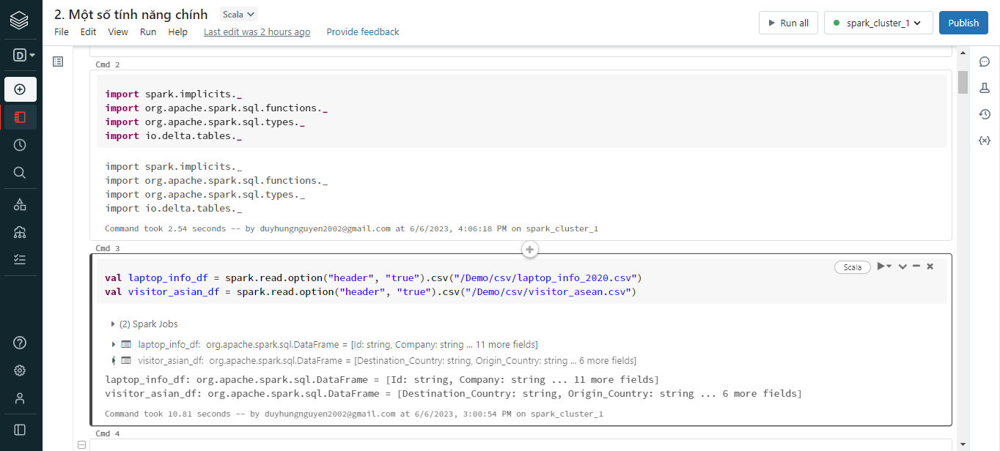 2. Một số tính năng chính Scala
File Edit View Run Help Last edit was 2 hours ago Provide feedback
Run all spark_cluster_1 Publish
D
Cmd 2
import spark.implicits._
import org.apache.spark.sql.functions._
import org.apache.spark.sql.types._
import io.delta.tables._
import spark.implicits._
import org.apache.spark.sql.functions._
import org.apache.spark.sql.types._
import io.delta.tables._
Command took 2.54 seconds -- by duyhungnguyen2002@gmail.com at 6/6/2023, 4:06:18 PM on spark_cluster_1
Cmd 3
Scala
val laptop_info_df = spark.read.option("header", "true").csv("/Demo/csv/laptop_info_2020.csv")
val visitor_asian_df = spark.read.option("header", "true").csv("/Demo/csv/visitor_asean.csv")
(2) Spark Jobs
laptop_info_df: org.apache.spark.sql.DataFrame = [Id: string, Company: string ... 11 more fields]
visitor_asian_df: org.apache.spark.sql.DataFrame = [Destination_Country: string, Origin_Country: string ... 6 more fields]
laptop_info_df: org.apache.spark.sql.DataFrame = [Id: string, Company: string ... 11 more fields]
visitor_asian_df: org.apache.spark.sql.DataFrame = [Destination_Country: string, Origin_Country: string ... 6 more fields]
Command took 10.81 seconds -- by duyhungnguyen2002@gmail.com at 6/6/2023, 3:00:54 PM on spark_cluster_1
Cmd 4